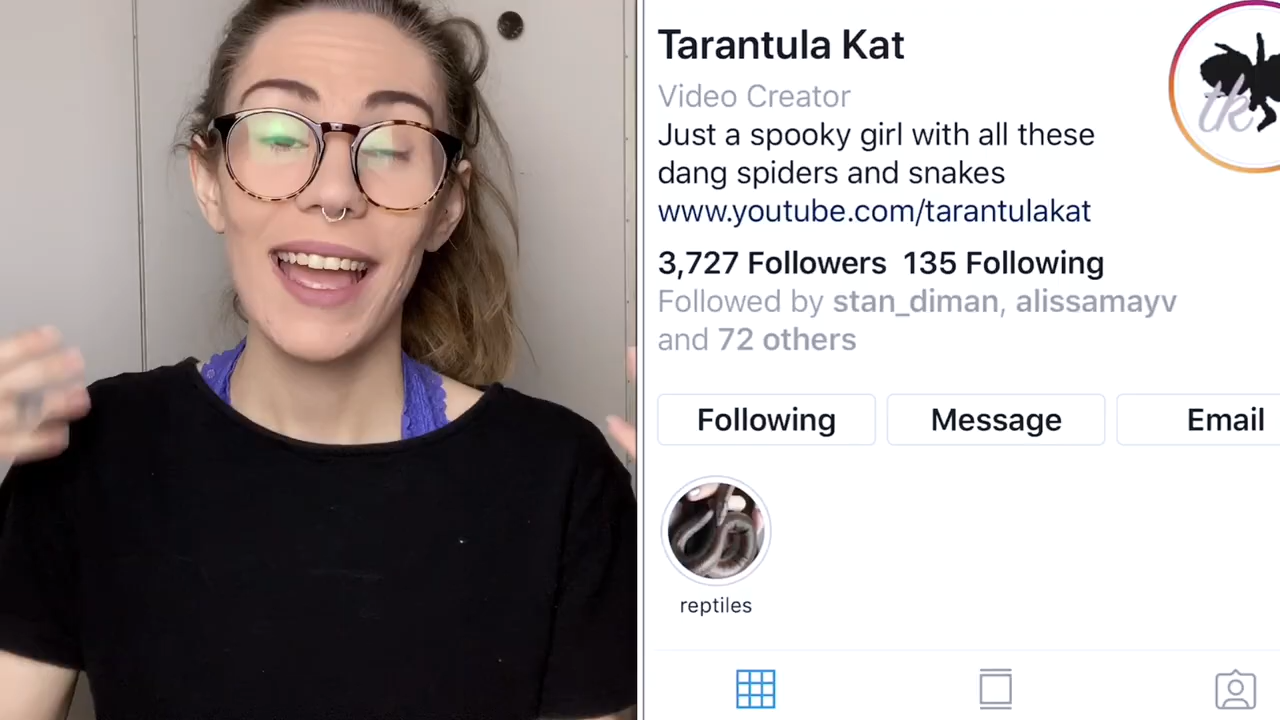 Tarantula Kat
Video Creator
Just a spooky girl with all these
dang spiders and snakes
www.youtube.com/tarantulakat
3,727 Followers 135 Following
Followed by stan_diman, alissamayv
and 72 others
Following Message Email
reptiles
tk